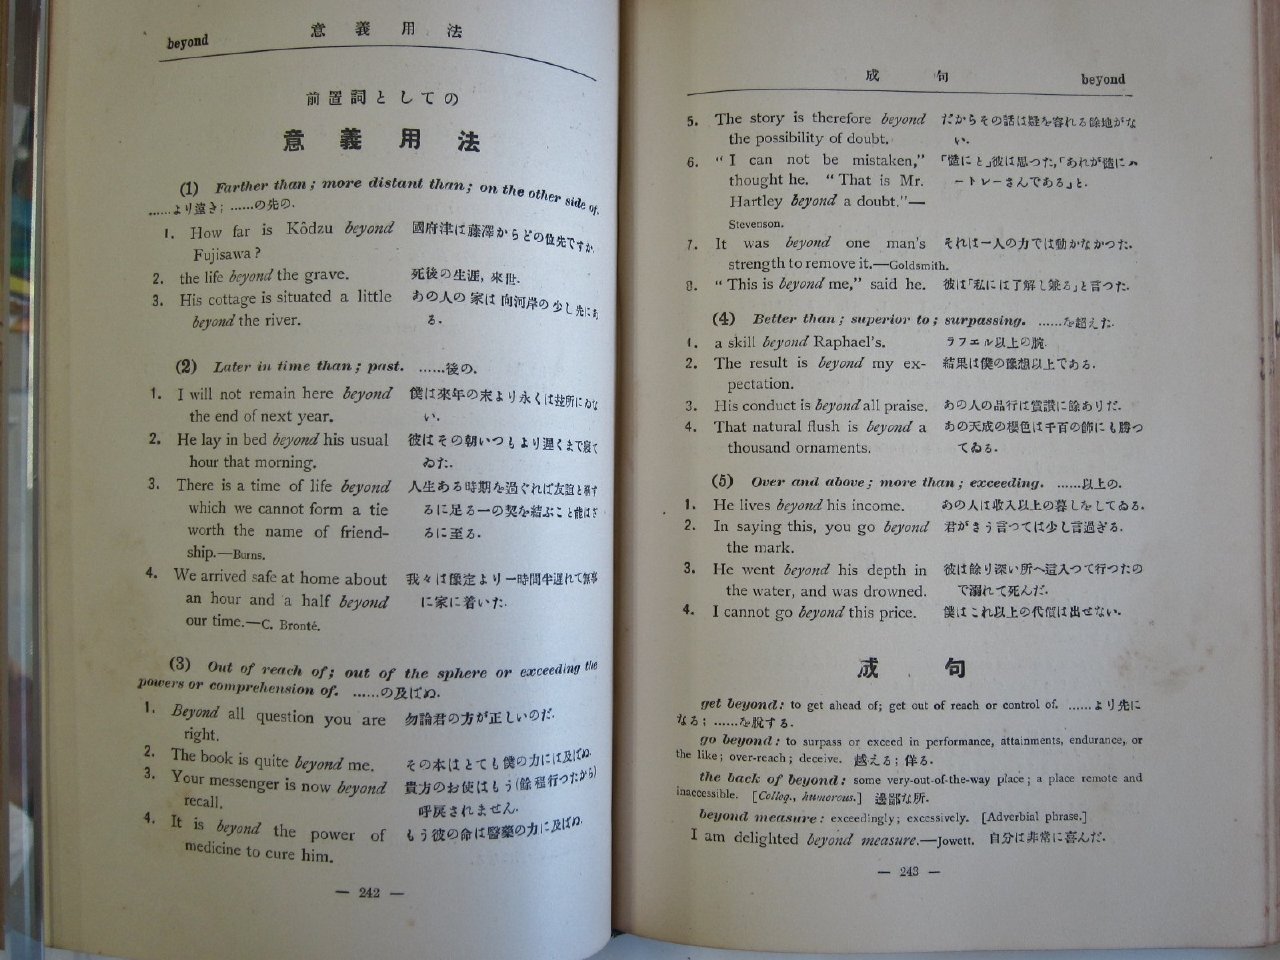 beyond 意義用法
前置詞としての
意義用法
(1) Farther than; more distant than; on the other side of.
……より遠き; ……の先の.
1. How far is Kôdzu beyond 國府津は藤澤からどの位先ですか.
Fujisawa?
2. the life beyond the grave. 死後の生涯, 來世.
3. His cottage is situated a little あの人の家は向河岸の少し先にあ
beyond the river. る.
(2) Later in time than; past. ……後の.
1. I will not remain here beyond 僕は來年の末より永くは玆所にゐな
the end of next year. い.
2. He lay in bed beyond his usual 彼はその朝いつもより遲くまで寢て
hour that morning. ゐた.
3. There is a time of life beyond 人生ある時期を過ぐれば友誼と稱す
which we cannot form a tie るに足る一の契を結ぶこと能はざ
worth the name of friend- るに至る.
ship.—Burns.
4. We arrived safe at home about 我々は豫定より一時間半遅れて無事
an hour and a half beyond に家に着いた.
our time.—C. Brontë.
(3) Out of reach of; out of the sphere or exceeding the
powers or comprehension of. ……の及ばぬ.
1. Beyond all question you are 勿論君の方が正しいのだ.
right.
2. The book is quite beyond me. その本はとても僕の力には及ばぬ.
3. Your messenger is now beyond 貴方のお使はもう(餘程行つたから)
recall. 呼戾されません.
4. It is beyond the power of もう彼の命は醫藥の力に及ばぬ.
medicine to cure him.
— 242 —
成句 beyond
5. The story is therefore beyond だからその話は疑を容れる餘地がな
the possibility of doubt. い.
6. “I can not be mistaken,” 「慥にと」彼は思つた,「あれが慥にハ
thought he. “That is Mr. ートレーさんである」と.
Hartley beyond a doubt.”—
Stevenson.
7. It was beyond one man's それは一人の力では動かなかつた.
strength to remove it.—Goldsmith.
8. “This is beyond me,” said he. 彼は「私には了解し兼る」と言つた.
(4) Better than; superior to; surpassing. ……を超えた.
1. a skill beyond Raphael's. ラフエル以上の腕.
2. The result is beyond my ex- 結果は僕の豫想以上である.
pectation.
3. His conduct is beyond all praise. あの人の品行は賞讃に餘ありだ.
4. That natural flush is beyond a あの天成の櫻色は千百の飾にも勝つ
thousand ornaments. てゐる.
(5) Over and above; more than; exceeding. ……以上の.
1. He lives beyond his income. あの人は收入以上の暮しをしてゐる.
2. In saying this, you go beyond 君がさう言つては少し言過ぎる.
the mark.
3. He went beyond his depth in 彼は餘り深い所へ這入つて行つたの
the water, and was drowned. で溺れて死んだ.
4. I cannot go beyond this price. 僕はこれ以上の代價は出せない.
成句
get beyond: to get ahead of; get out of reach or control of. ……より先に
なる; ……を脫する.
go beyond: to surpass or exceed in performance, attainments, endurance, or
the like; over-reach; deceive. 越える; 佯る.
the back of beyond: some very-out-of-the-way place; a place remote and
inaccessible. [Colloq., humorous.] 邊鄙な所.
beyond measure: exceedingly; excessively. [Adverbial phrase.]
I am delighted beyond measure.—Jowett. 自分は非常に喜んだ.
— 243 —